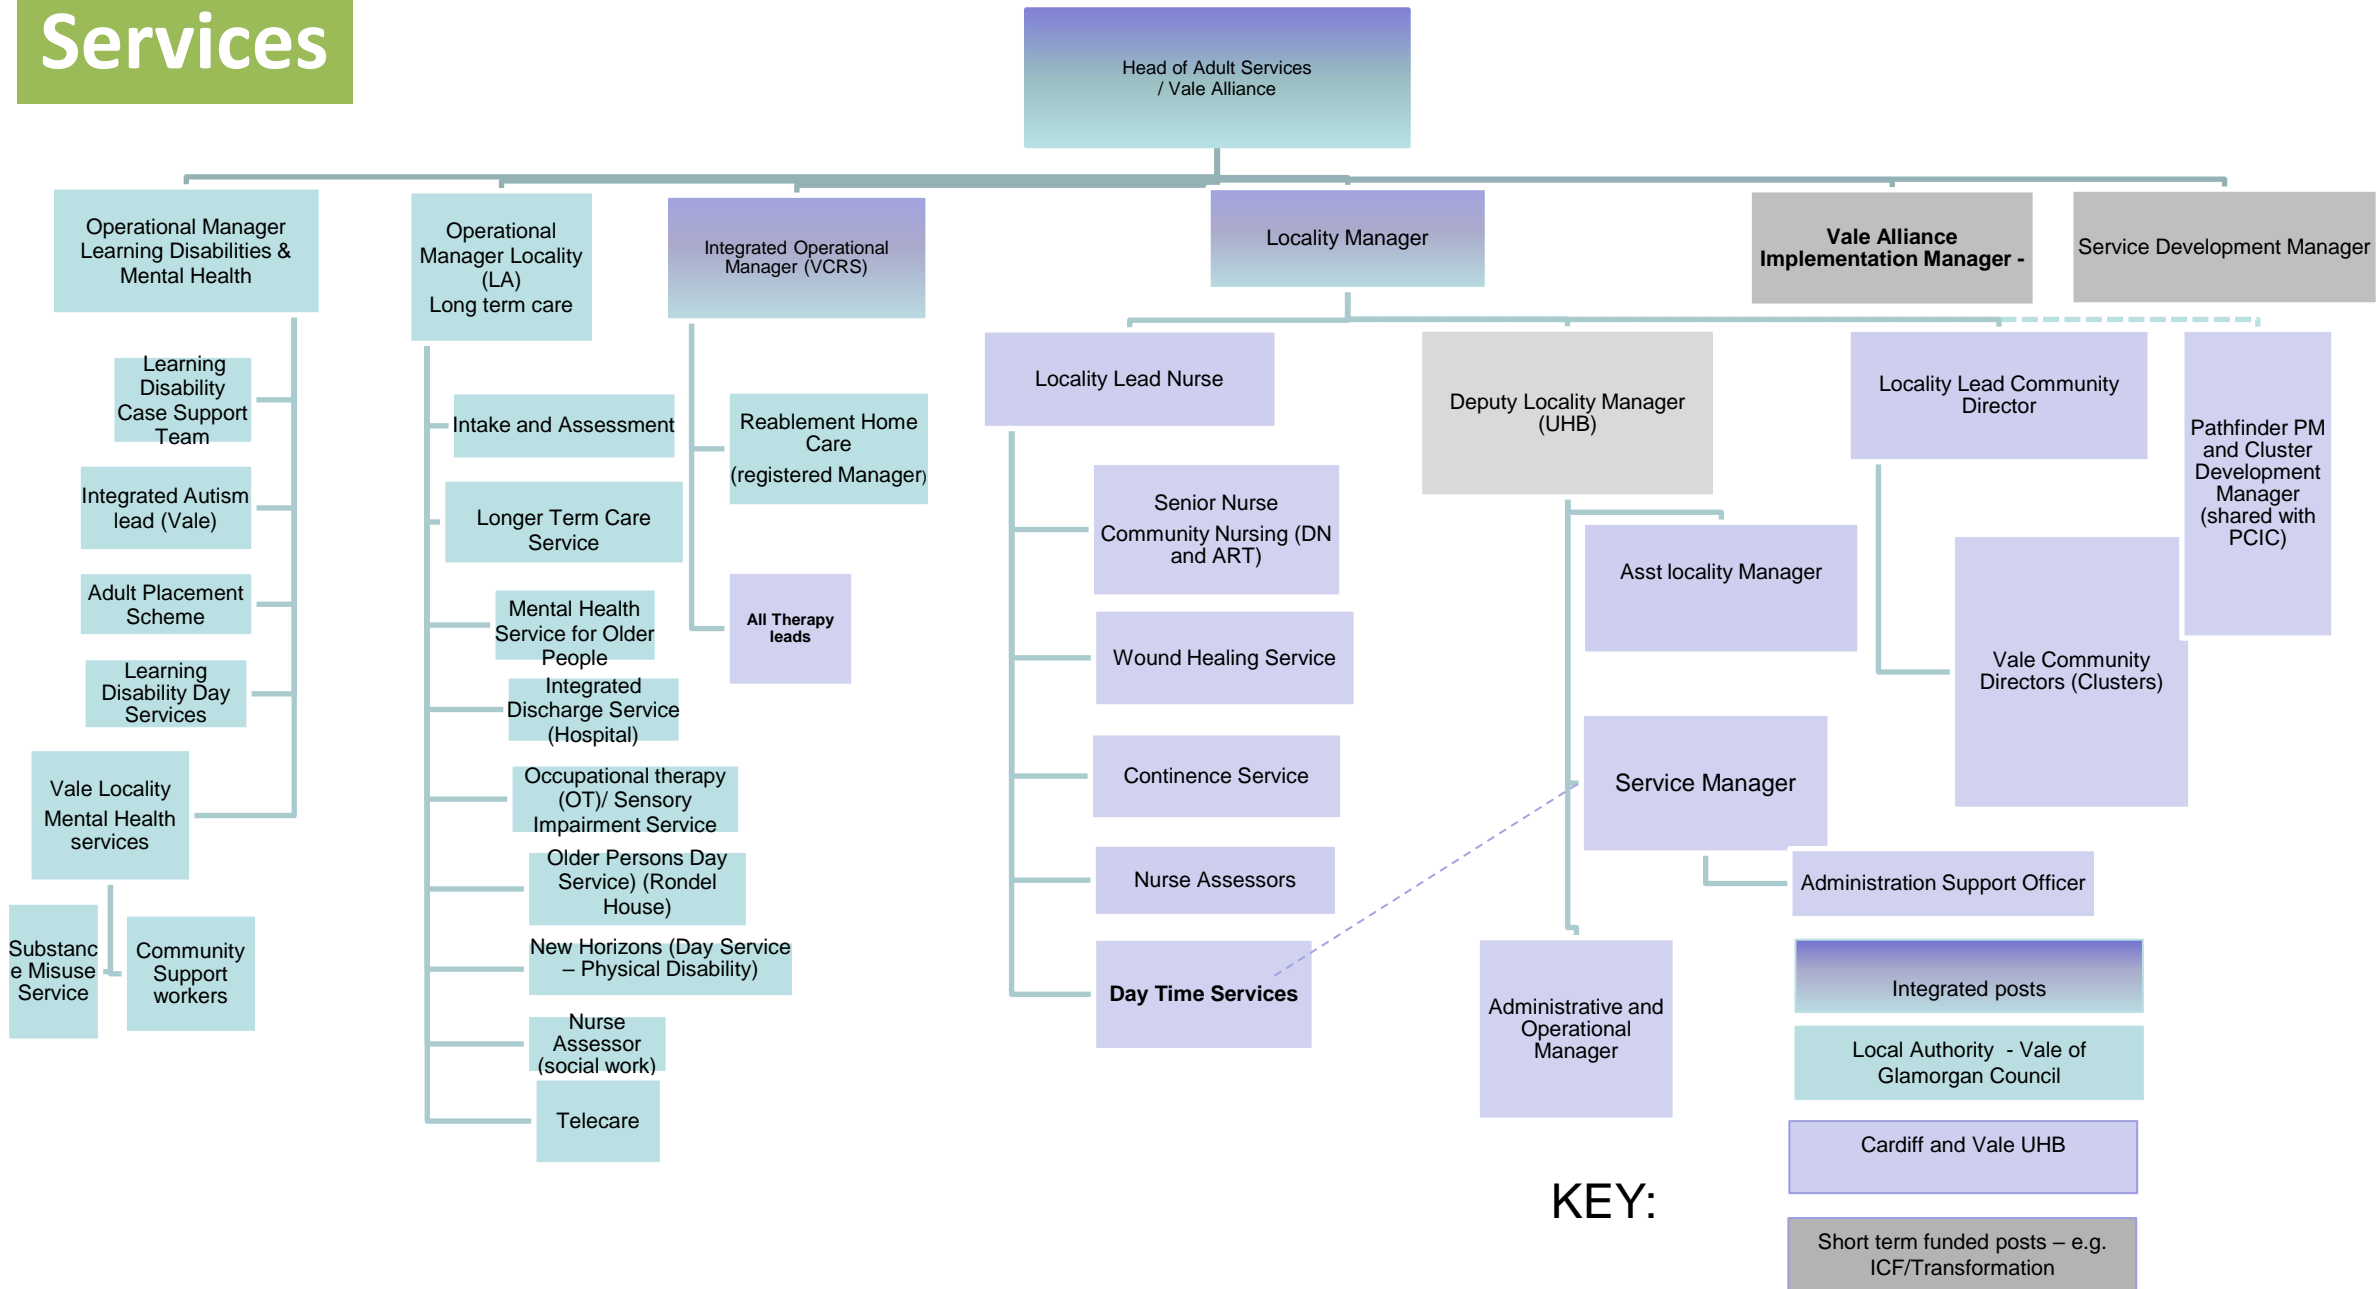 Services
Head of Adult Services
/ Vale Alliance
Operational Manager
Learning Disabilities &
Mental Health
Operational
Manager Locality
(LA)
Long term care
Integrated Operational
Manager (VCRS)
Locality Manager
Vale Alliance
Implementation Manager -
Service Development Manager
Learning
Disability
Case Support
Team
Integrated Autism
lead (Vale)
Adult Placement
Scheme
Learning
Disability Day
Services
Vale Locality
Mental Health
services
Substanc
e Misuse
Service
Community
Support
workers
Intake and Assessment
Longer Term Care
Service
Mental Health
Service for Older
People
Integrated
Discharge Service
(Hospital)
Occupational therapy
(OT)/ Sensory
Impairment Service
Older Persons Day
Service) (Rondel
House)
New Horizons (Day Service
– Physical Disability)
Nurse
Assessor
(social work)
Telecare
Reablement Home
Care
(registered Manager)
All Therapy
leads
Locality Lead Nurse
Senior Nurse
Community Nursing (DN
and ART)
Wound Healing Service
Continence Service
Nurse Assessors
Day Time Services
Deputy Locality Manager
(UHB)
Asst locality Manager
Service Manager
Administration Support Officer
Administrative and
Operational
Manager
Locality Lead Community
Director
Vale Community
Directors (Clusters)
Pathfinder PM
and Cluster
Development
Manager
(shared with
PCIC)
KEY:
Integrated posts
Local Authority - Vale of
Glamorgan Council
Cardiff and Vale UHB
Short term funded posts – e.g.
ICF/Transformation